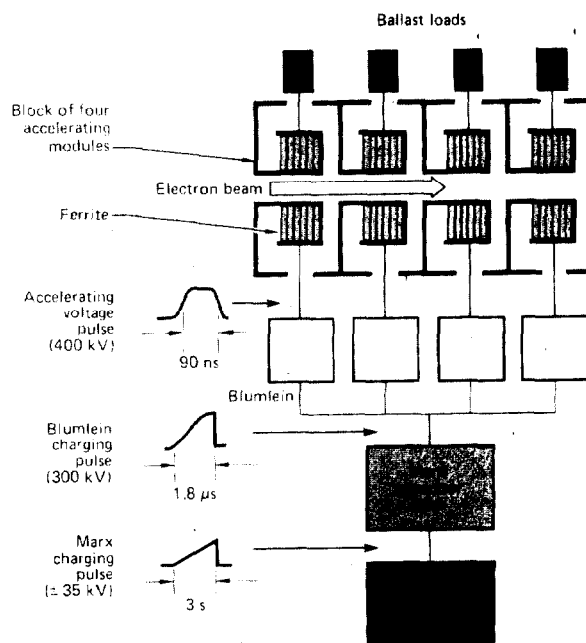 Ballast loads
Block of four
accelerating
modules
Electron beam
Ferrite
Accelerating
voltage
pulse
(400 kV)
90 ns
Blumlein
Blumlein
charging
pulse
(300 kV)
1.8 μs
Marx
charging
pulse
(± 35 kV)
3 s